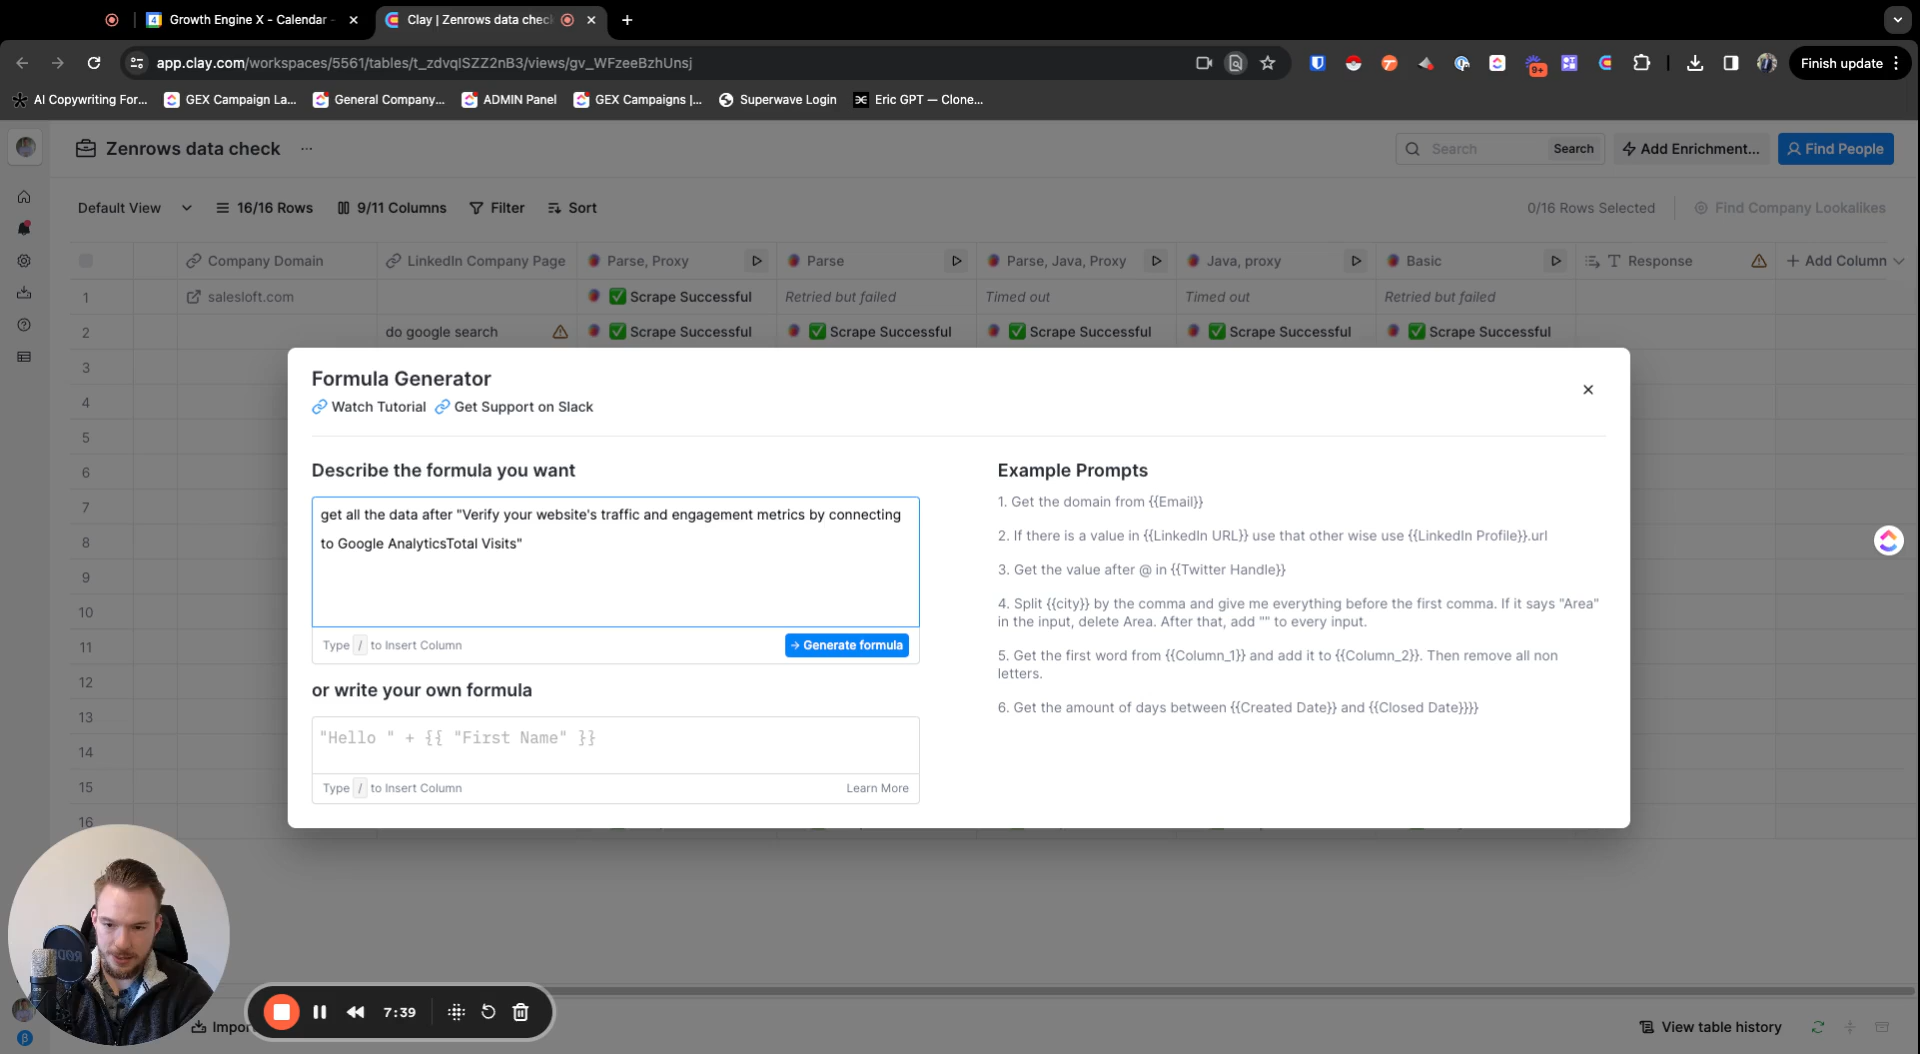 Growth Engine X - Calendar -
Clay | Zenrows data check
app.clay.com/workspaces/5561/tables/t_zdvqlSZZ2nB3/views/gv_WFzeeBzhUnsj
9+
Finish update
AI Copywriting For...
GEX Campaign La...
General Company...
ADMIN Panel
GEX Campaigns |...
Superwave Login
Eric GPT — Clone...
Zenrows data check
Search
Search
Add Enrichment...
Find People
Default View
16/16 Rows
9/11 Columns
Filter
Sort
0/16 Rows Selected
Find Company Lookalikes
Company Domain
LinkedIn Company Page
Parse, Proxy
Parse
Parse, Java, Proxy
Java, proxy
Basic
Response
Add Column
1
salesloft.com
Scrape Successful
Retried but failed
Timed out
Timed out
Retried but failed
2
do google search
Scrape Successful
Scrape Successful
Scrape Successful
Scrape Successful
Scrape Successful
3
4
5
6
7
8
9
10
11
12
13
14
15
16
Formula Generator
Watch Tutorial
Get Support on Slack
Describe the formula you want
get all the data after "Verify your website's traffic and engagement metrics by connecting
to Google AnalyticsTotal Visits"
Type / to Insert Column
Generate formula
or write your own formula
"Hello " + {{ "First Name" }}
Type / to Insert Column
Learn More
Example Prompts
1. Get the domain from {{Email}}
2. If there is a value in {{LinkedIn URL}} use that other wise use {{LinkedIn Profile}}.url
3. Get the value after @ in {{Twitter Handle}}
4. Split {{city}} by the comma and give me everything before the first comma. If it says "Area"
in the input, delete Area. After that, add "" to every input.
5. Get the first word from {{Column_1}} and add it to {{Column_2}}. Then remove all non
letters.
6. Get the amount of days between {{Created Date}} and {{Closed Date}}}}
RØDE
7:39
View table history